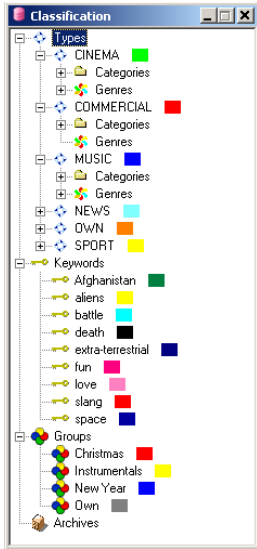 Classification
Types
CINEMA
Categories
Genres
COMMERCIAL
Categories
Genres
MUSIC
Categories
Genres
NEWS
OWN
SPORT
Keywords
Afghanistan
aliens
battle
death
extra-terrestrial
fun
love
slang
space
Groups
Christmas
Instrumentals
New Year
Own
Archives